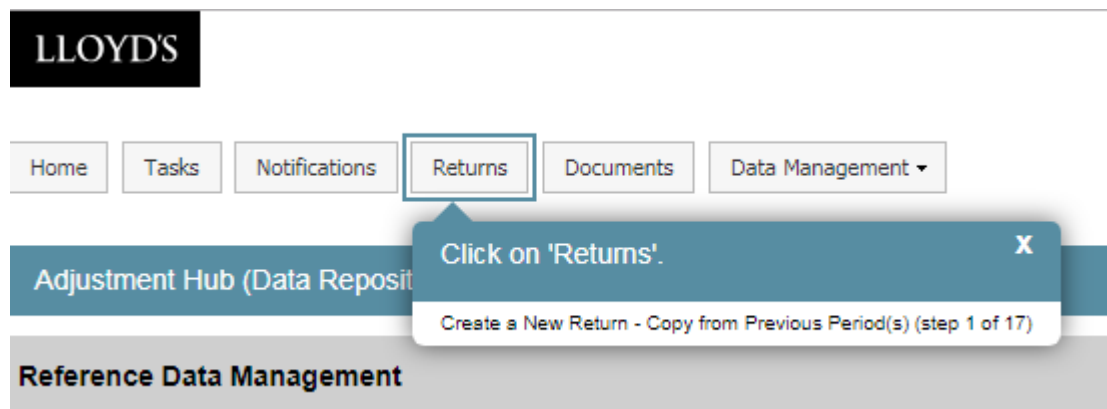 LLOYD'S
Home Tasks Notifications Returns Documents Data Management
Click on 'Returns'. X
Adjustment Hub (Data Reposit
Create a New Return - Copy from Previous Period(s) (step 1 of 17)
Reference Data Management